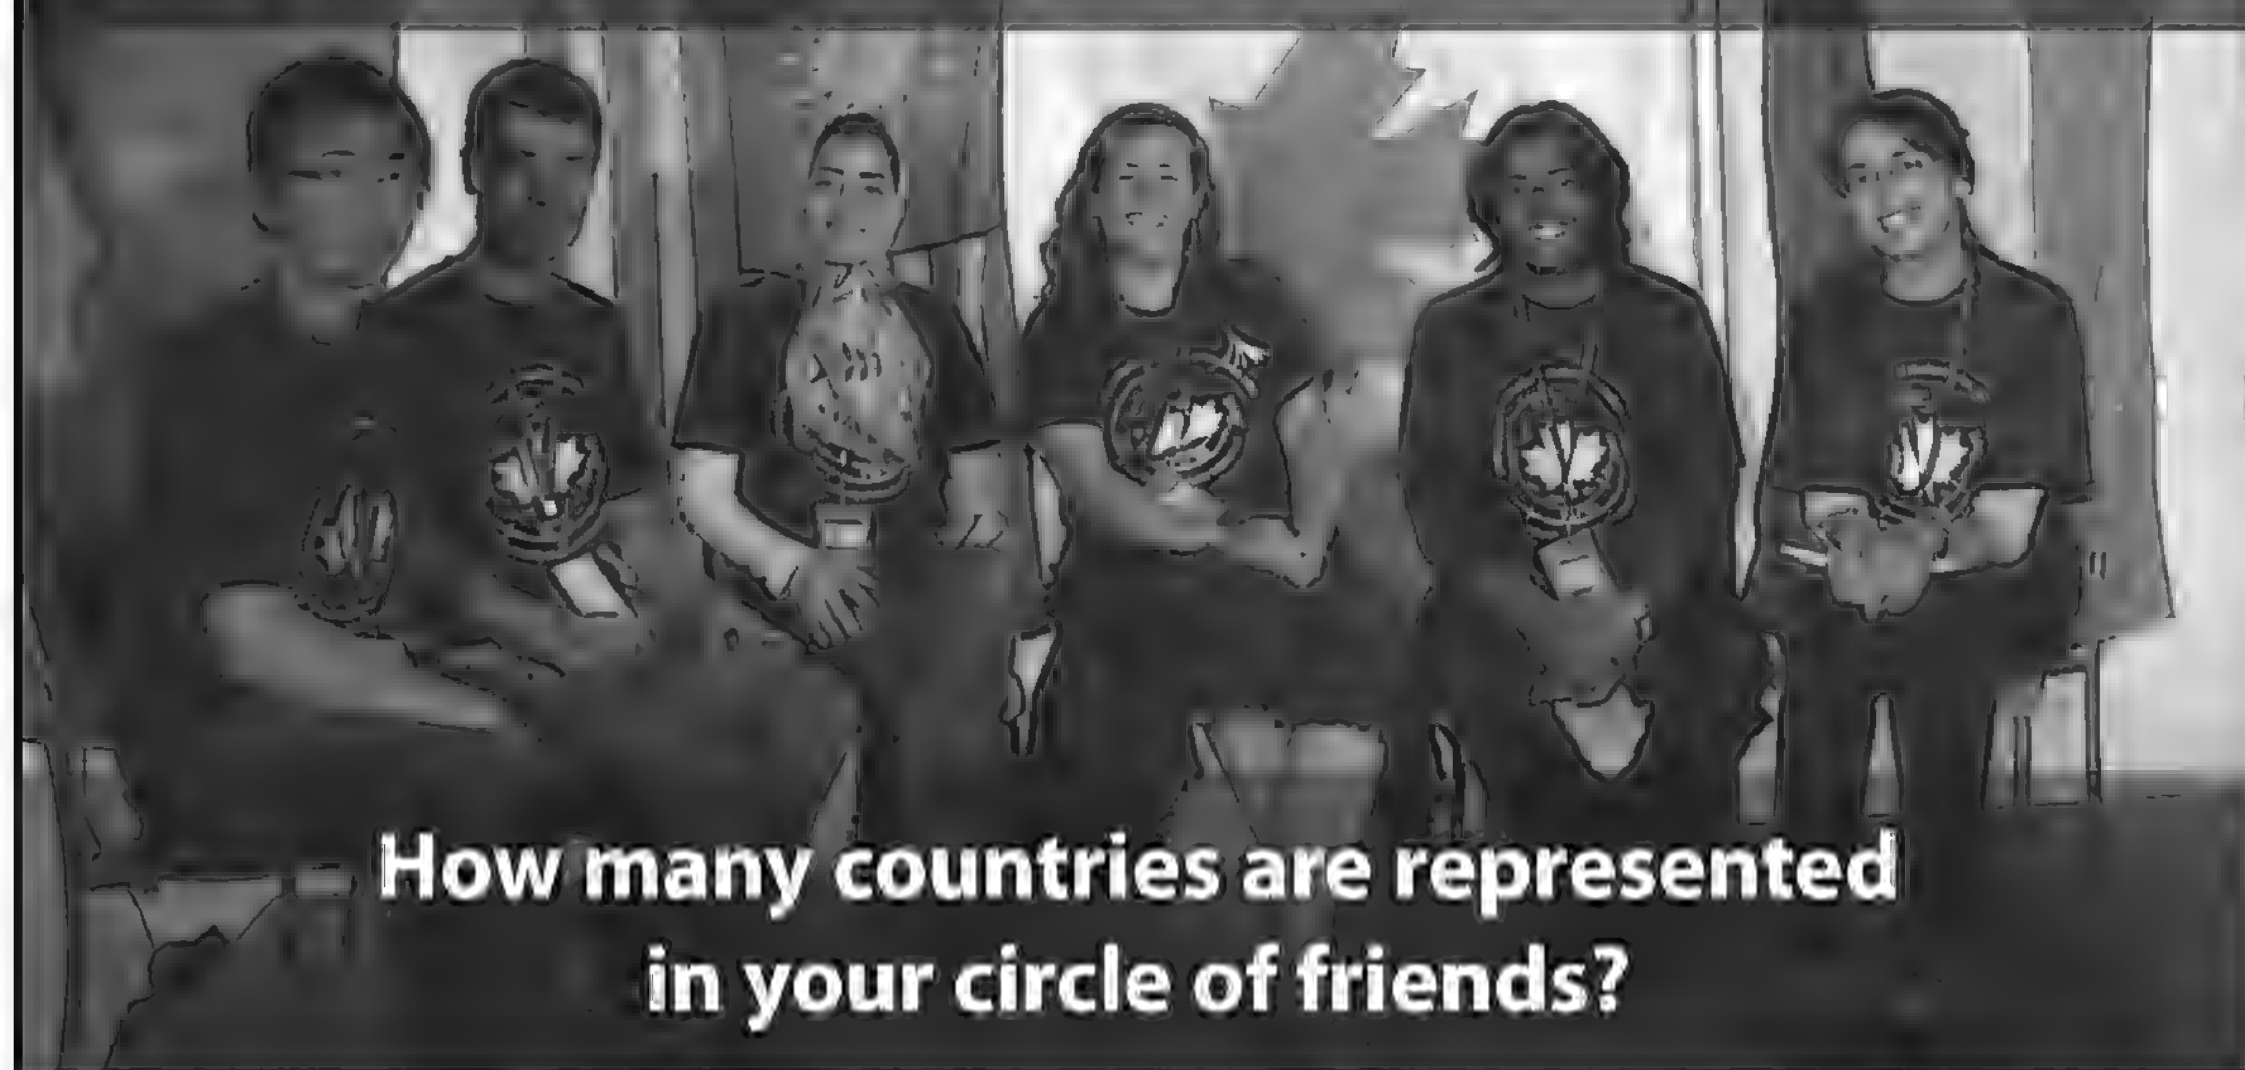 How many countries are represented
in your circle of friends?